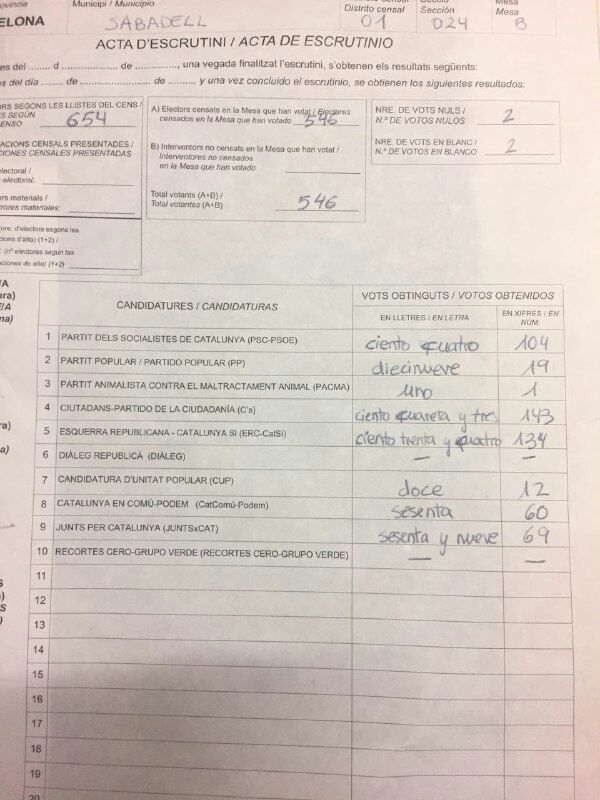 Municipi / Municipio
ELONA SABADELL
Distrito censal 01
Sección 024
Mesa
Mesa B
ACTA D'ESCRUTINI / ACTA DE ESCRUTINIO
es del ........ d ...................... de ..............., una vegada finalitzat l'escrutini, s'obtenen els resultats següents:
es del día ........ de ...................... de ............... y una vez concluido el escrutinio, se obtienen los siguientes resultados:
ORS SEGONS LES LLISTES DEL CENS /
S SEGÚN
ENSO 654
ACIONS CENSALS PRESENTADES /
CIONES CENSALES PRESENTADAS
electoral /
electoral:
rs materials /
rrores materiales:
nre. d'electors segons les
cions d'alta) (1+2) /
(nº electores según las
aciones de alta) (1+2)
A) Electors censats en la Mesa que han votat / Electores
censados en la Mesa que han votado 546
B) Interventors no censats en la Mesa que han votat /
Interventores no censados
en la Mesa que han votado
Total votants (A+B) /
Total votantes (A+B) 546
NRE. DE VOTS NULS /
N.º DE VOTOS NULOS 2
NRE. DE VOTS EN BLANC /
N.º DE VOTOS EN BLANCO 2
CANDIDATURES / CANDIDATURAS
VOTS OBTINGUTS / VOTOS OBTENIDOS
EN LLETRES / EN LETRA
EN XIFRES / EN
NÚM.
1 PARTIT DELS SOCIALISTES DE CATALUNYA (PSC-PSOE) ciento cuatro 104
2 PARTIT POPULAR / PARTIDO POPULAR (PP) diecinueve 19
3 PARTIT ANIMALISTA CONTRA EL MALTRACTAMENT ANIMAL (PACMA) uno 1
4 CIUTADANS-PARTIDO DE LA CIUDADANÍA (C's) ciento cuareta y tres 143
5 ESQUERRA REPUBLICANA - CATALUNYA SI (ERC-CatSí) ciento trenta y cuatro 134
6 DIÀLEG REPUBLICÀ (DIÀLEG) — —
7 CANDIDATURA D'UNITAT POPULAR (CUP) doce 12
8 CATALUNYA EN COMÚ-PODEM (CatComú-Podem) sesenta 60
9 JUNTS PER CATALUNYA (JUNTSxCAT) sesenta y nueve 69
10 RECORTES CERO-GRUPO VERDE (RECORTES CERO-GRUPO VERDE) — —
11
12
13
14
15
16
17
18
19
20